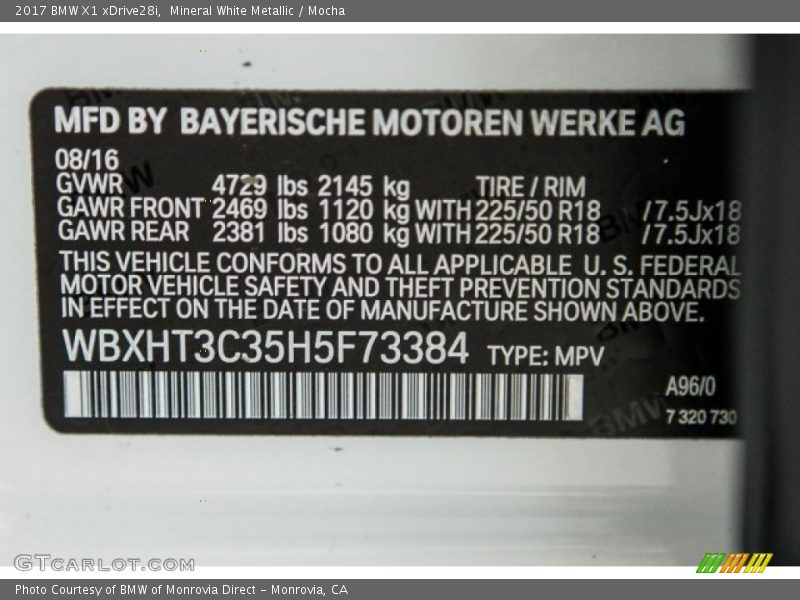 2017 BMW X1 xDrive28i, Mineral White Metallic / Mocha
MFD BY BAYERISCHE MOTOREN WERKE AG
08/16
GVWR 4729 lbs 2145 kg TIRE / RIM
GAWR FRONT 2469 lbs 1120 kg WITH 225/50 R18 / 7.5Jx18
GAWR REAR 2381 lbs 1080 kg WITH 225/50 R18 / 7.5Jx18
THIS VEHICLE CONFORMS TO ALL APPLICABLE U. S. FEDERAL
MOTOR VEHICLE SAFETY AND THEFT PREVENTION STANDARDS
IN EFFECT ON THE DATE OF MANUFACTURE SHOWN ABOVE.
WBXHT3C35H5F73384 TYPE: MPV
A96/0
7 320 730
GTCARLOT.COM
Photo Courtesy of BMW of Monrovia Direct - Monrovia, CA